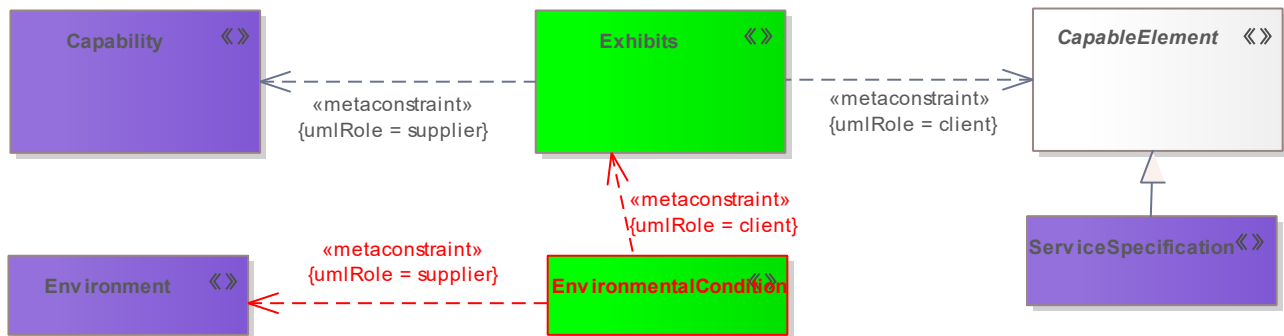 Capability «»
Exhibits «»
CapableElement «»
«metaconstraint»
{umlRole = supplier}
«metaconstraint»
{umlRole = client}
«metaconstraint»
{umlRole = client}
«metaconstraint»
{umlRole = supplier}
ServiceSpecification «»
Environment «»
EnvironmentalCondition «»